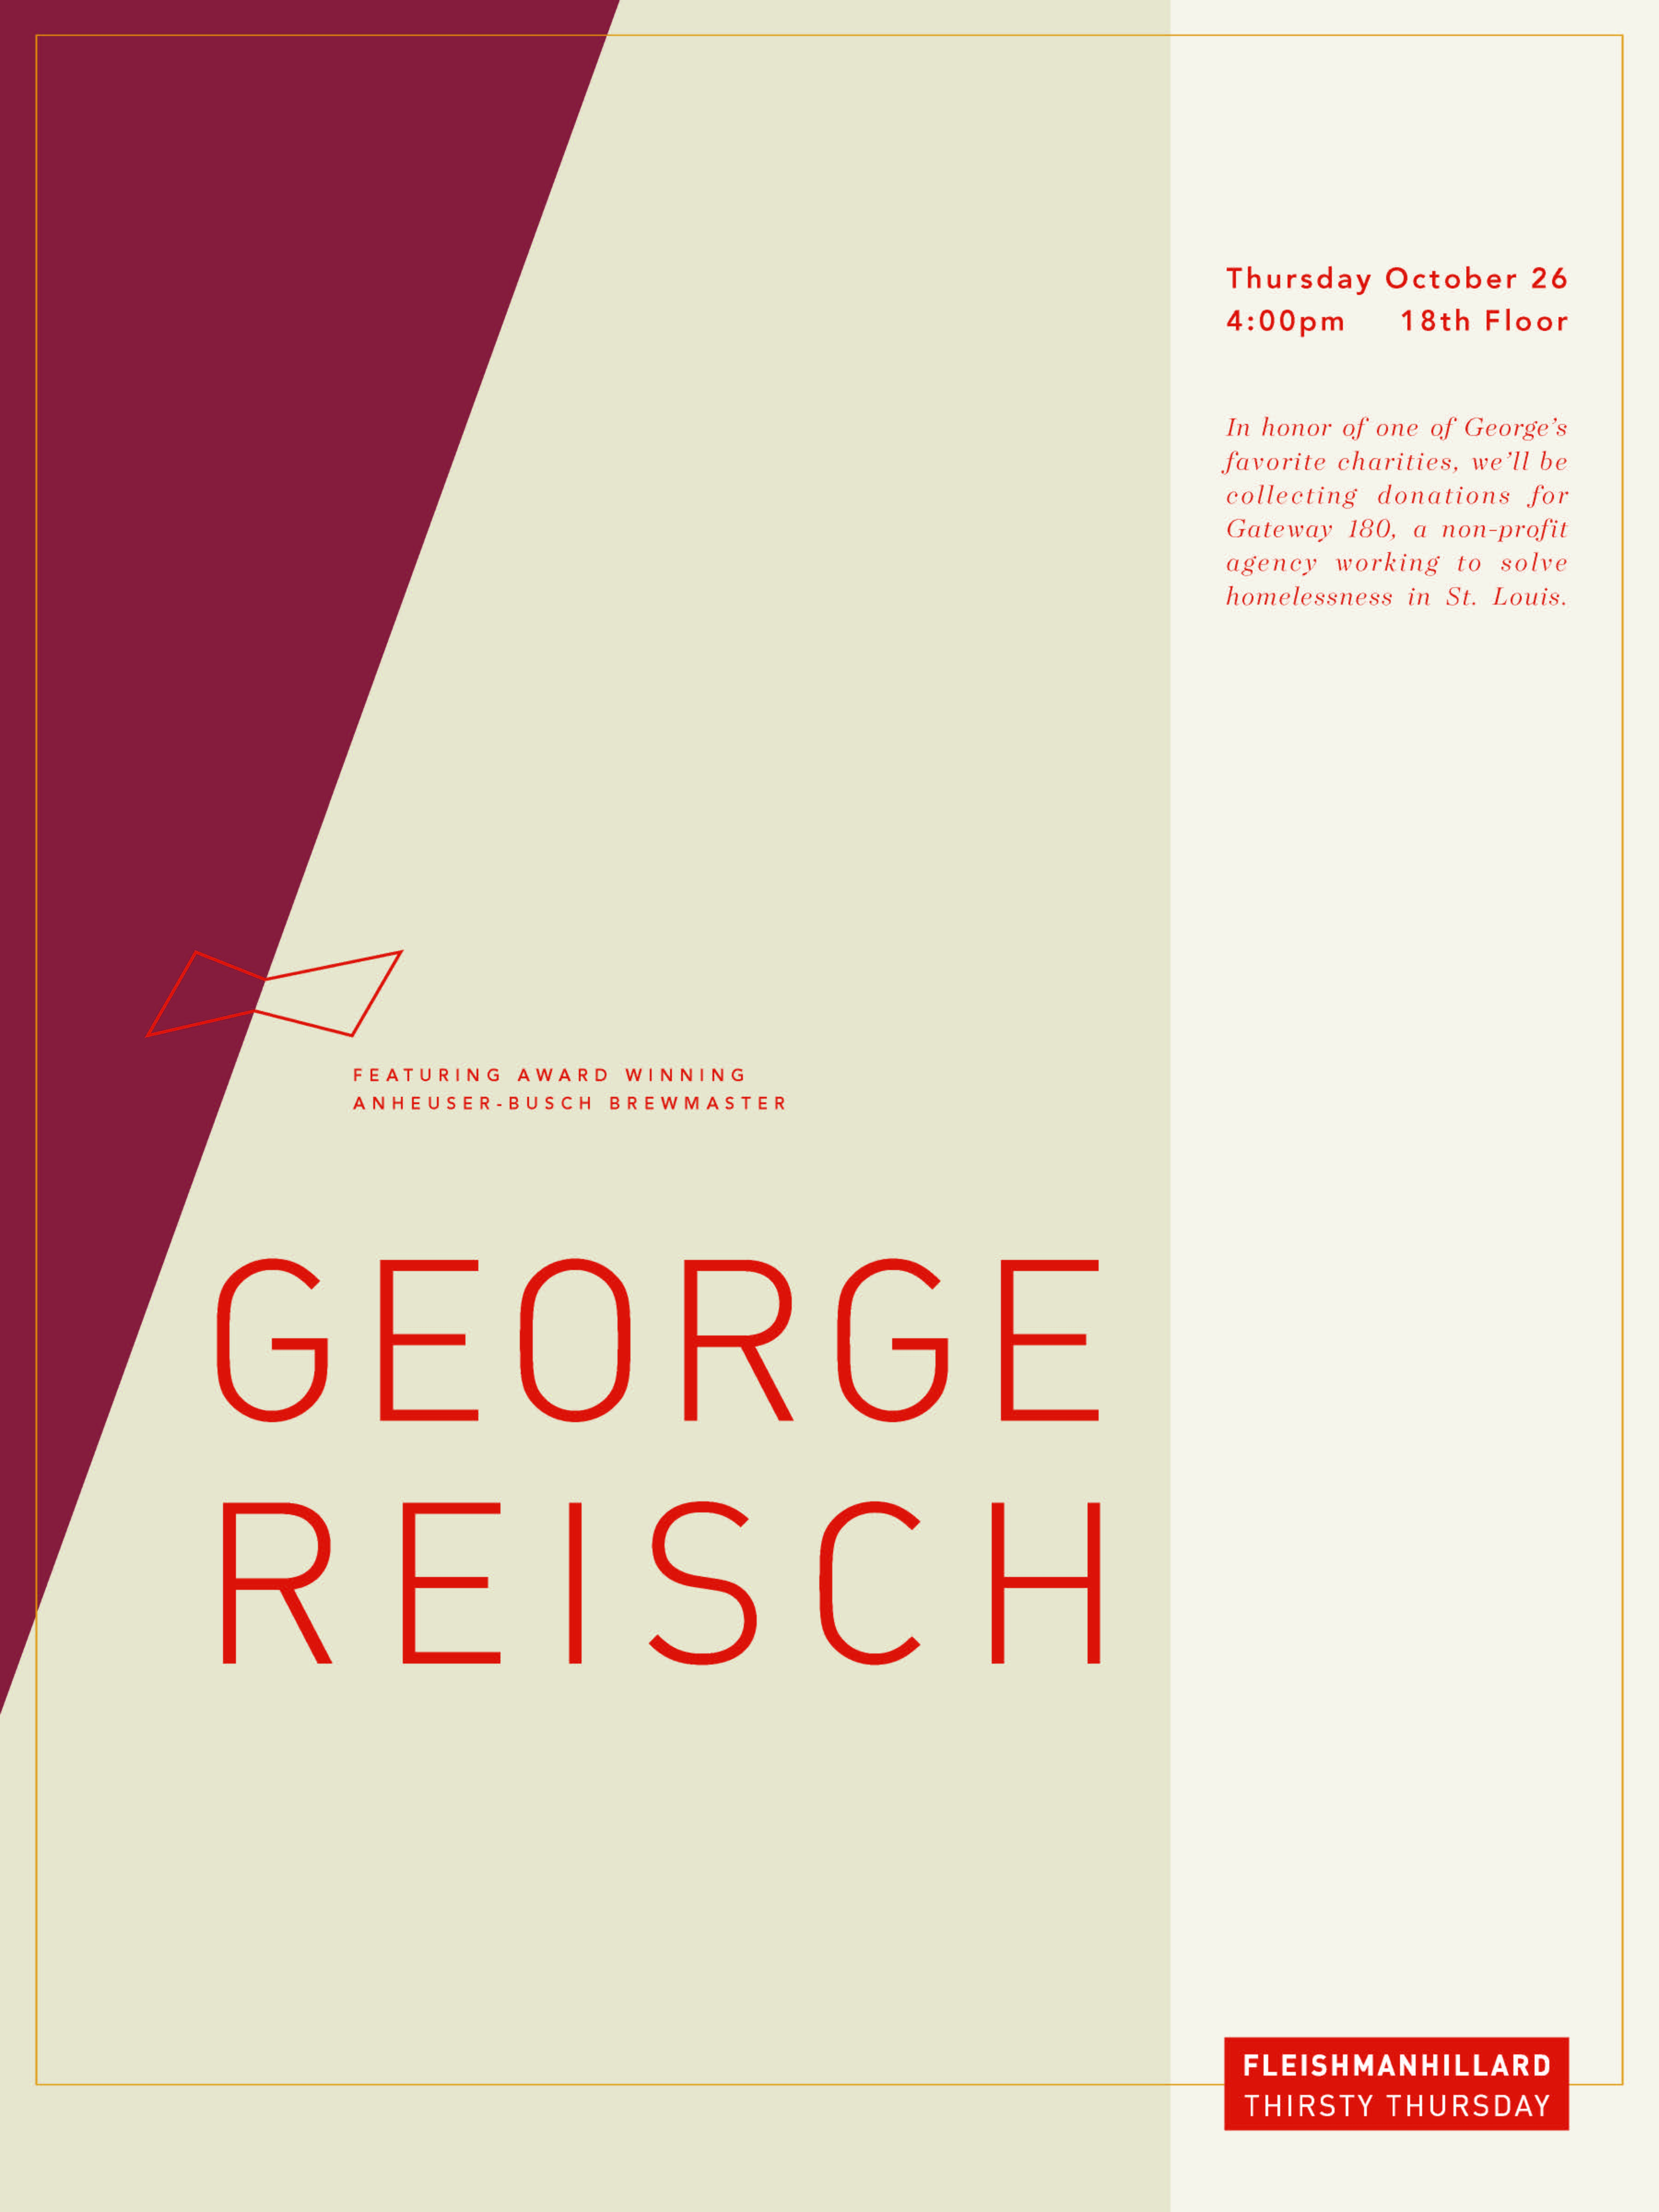 Thursday October 26
4:00pm 18th Floor
In honor of one of George's
favorite charities, we'll be
collecting donations for
Gateway 180, a non-profit
agency working to solve
homelessness in St. Louis.
FEATURING AWARD WINNING
ANHEUSER-BUSCH BREWMASTER
GEORGE
REISCH
FLEISHMANHILLARD
THIRSTY THURSDAY